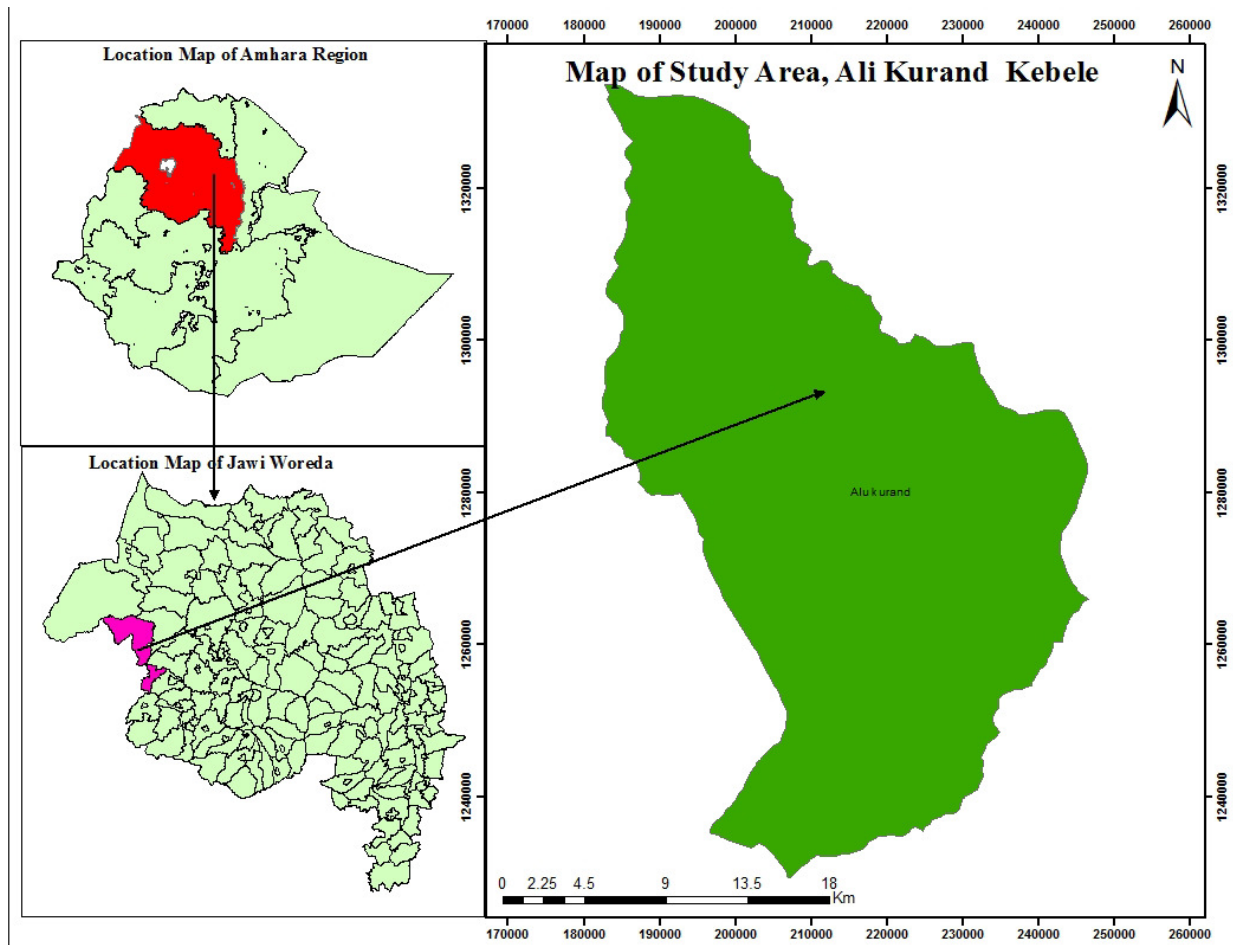 Location Map of Amhara Region
Location Map of Jawi Woreda
170000 180000 190000 200000 210000 220000 230000 240000 250000 260000
Map of Study Area, Ali Kurand Kebele
N
1320000
1300000
1280000
1260000
1240000
Alu kurand
0 2.25 4.5 9 13.5 18
Km
1320000
1300000
1280000
1260000
1240000
170000 180000 190000 200000 210000 220000 230000 240000 250000 260000